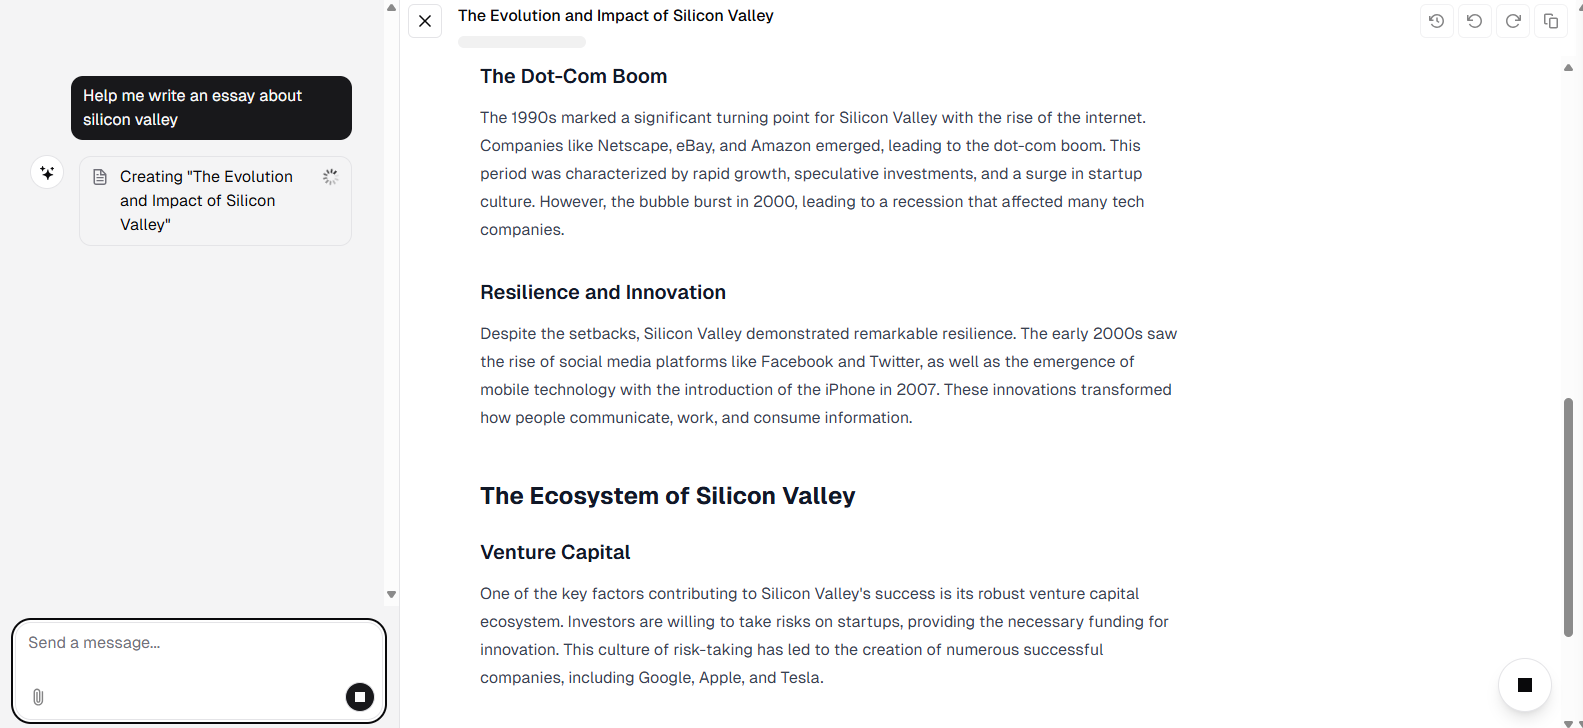 Help me write an essay about
silicon valley
Creating "The Evolution
and Impact of Silicon
Valley"
Send a message...
The Evolution and Impact of Silicon Valley
The Dot-Com Boom
The 1990s marked a significant turning point for Silicon Valley with the rise of the internet.
Companies like Netscape, eBay, and Amazon emerged, leading to the dot-com boom. This
period was characterized by rapid growth, speculative investments, and a surge in startup
culture. However, the bubble burst in 2000, leading to a recession that affected many tech
companies.
Resilience and Innovation
Despite the setbacks, Silicon Valley demonstrated remarkable resilience. The early 2000s saw
the rise of social media platforms like Facebook and Twitter, as well as the emergence of
mobile technology with the introduction of the iPhone in 2007. These innovations transformed
how people communicate, work, and consume information.
The Ecosystem of Silicon Valley
Venture Capital
One of the key factors contributing to Silicon Valley's success is its robust venture capital
ecosystem. Investors are willing to take risks on startups, providing the necessary funding for
innovation. This culture of risk-taking has led to the creation of numerous successful
companies, including Google, Apple, and Tesla.